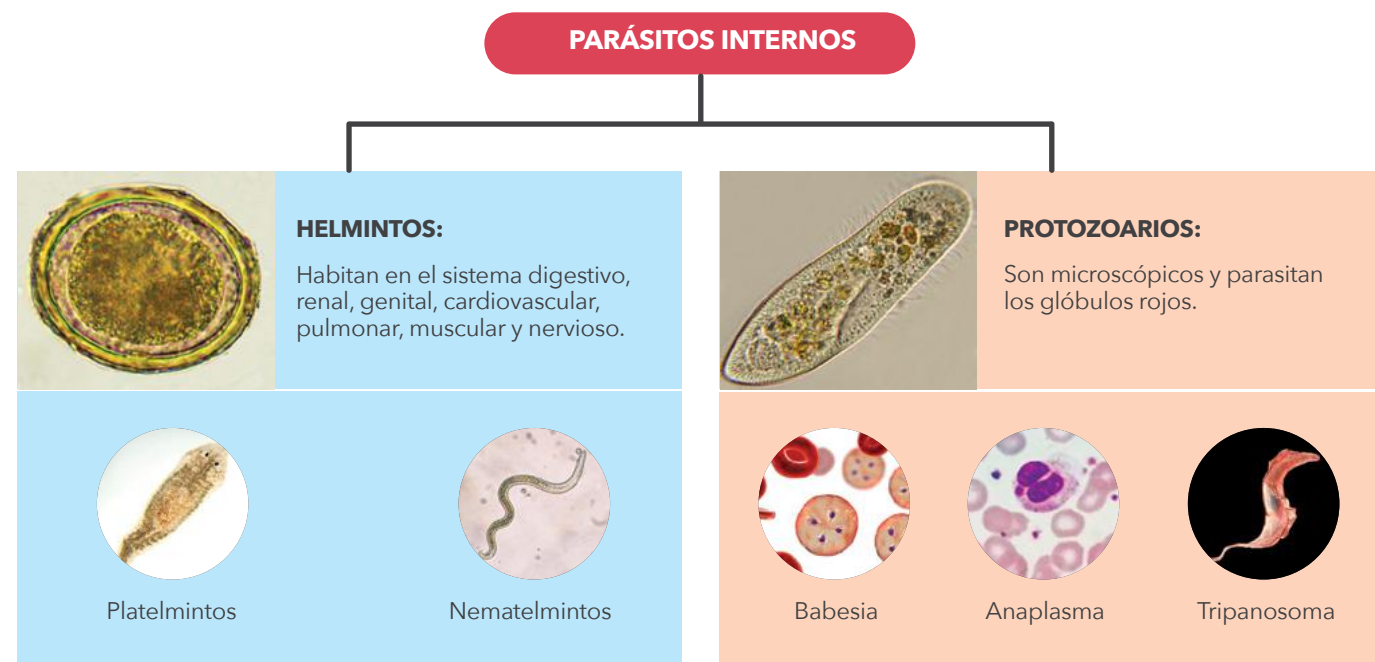 PARÁSITOS INTERNOS
HELMINTOS:
Habitan en el sistema digestivo,
renal, genital, cardiovascular,
pulmonar, muscular y nervioso.
Platelmintos
Nematelmintos
PROTOZOARIOS:
Son microscópicos y parasitan
los glóbulos rojos.
Babesia
Anaplasma
Tripanosoma